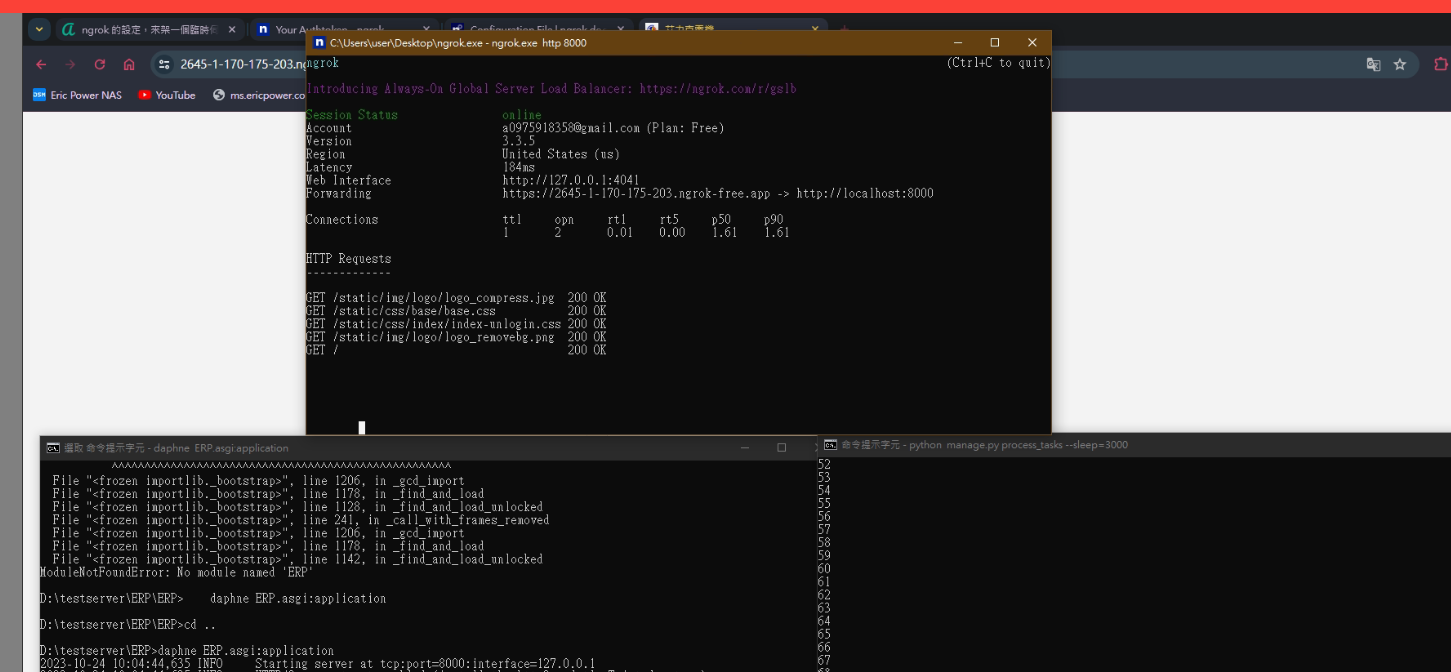 ngrok 的設定，來架一個臨時伺
Your Authtoken - ngrok
Configuration File | ngrok do
艾力克電機
C:\Users\user\Desktop\ngrok.exe - ngrok.exe http 8000
2645-1-170-175-203.ng
Eric Power NAS
YouTube
ms.ericpower.co
ngrok (Ctrl+C to quit)
Introducing Always-On Global Server Load Balancer: https://ngrok.com/r/gslb
Session Status online
Account a0975918358@gmail.com (Plan: Free)
Version 3.3.5
Region United States (us)
Latency 184ms
Web Interface http://127.0.0.1:4041
Forwarding https://2645-1-170-175-203.ngrok-free.app -> http://localhost:8000
Connections ttl opn rt1 rt5 p50 p90
1 2 0.01 0.00 1.61 1.61
HTTP Requests
-------------
GET /static/img/logo/logo_compress.jpg 200 OK
GET /static/css/base/base.css 200 OK
GET /static/css/index/index-unlogin.css 200 OK
GET /static/img/logo/logo_removebg.png 200 OK
GET / 200 OK
選取 命令提示字元 - daphne ERP.asgi:application
^^^^^^^^^^^^^^^^^^^^^^^^^^^^^^^^^^^^^^^^^^^^^^^^^^^^
File "<frozen importlib._bootstrap>", line 1206, in _gcd_import
File "<frozen importlib._bootstrap>", line 1178, in _find_and_load
File "<frozen importlib._bootstrap>", line 1128, in _find_and_load_unlocked
File "<frozen importlib._bootstrap>", line 241, in _call_with_frames_removed
File "<frozen importlib._bootstrap>", line 1206, in _gcd_import
File "<frozen importlib._bootstrap>", line 1178, in _find_and_load
File "<frozen importlib._bootstrap>", line 1142, in _find_and_load_unlocked
ModuleNotFoundError: No module named 'ERP'
D:\testserver\ERP\ERP> daphne ERP.asgi:application
D:\testserver\ERP\ERP>cd ..
D:\testserver\ERP>daphne ERP.asgi:application
2023-10-24 10:04:44,635 INFO Starting server at tcp:port=8000:interface=127.0.0.1
命令提示字元 - python manage.py process_tasks --sleep=3000
52
53
54
55
56
57
58
59
60
61
62
63
64
65
66
67